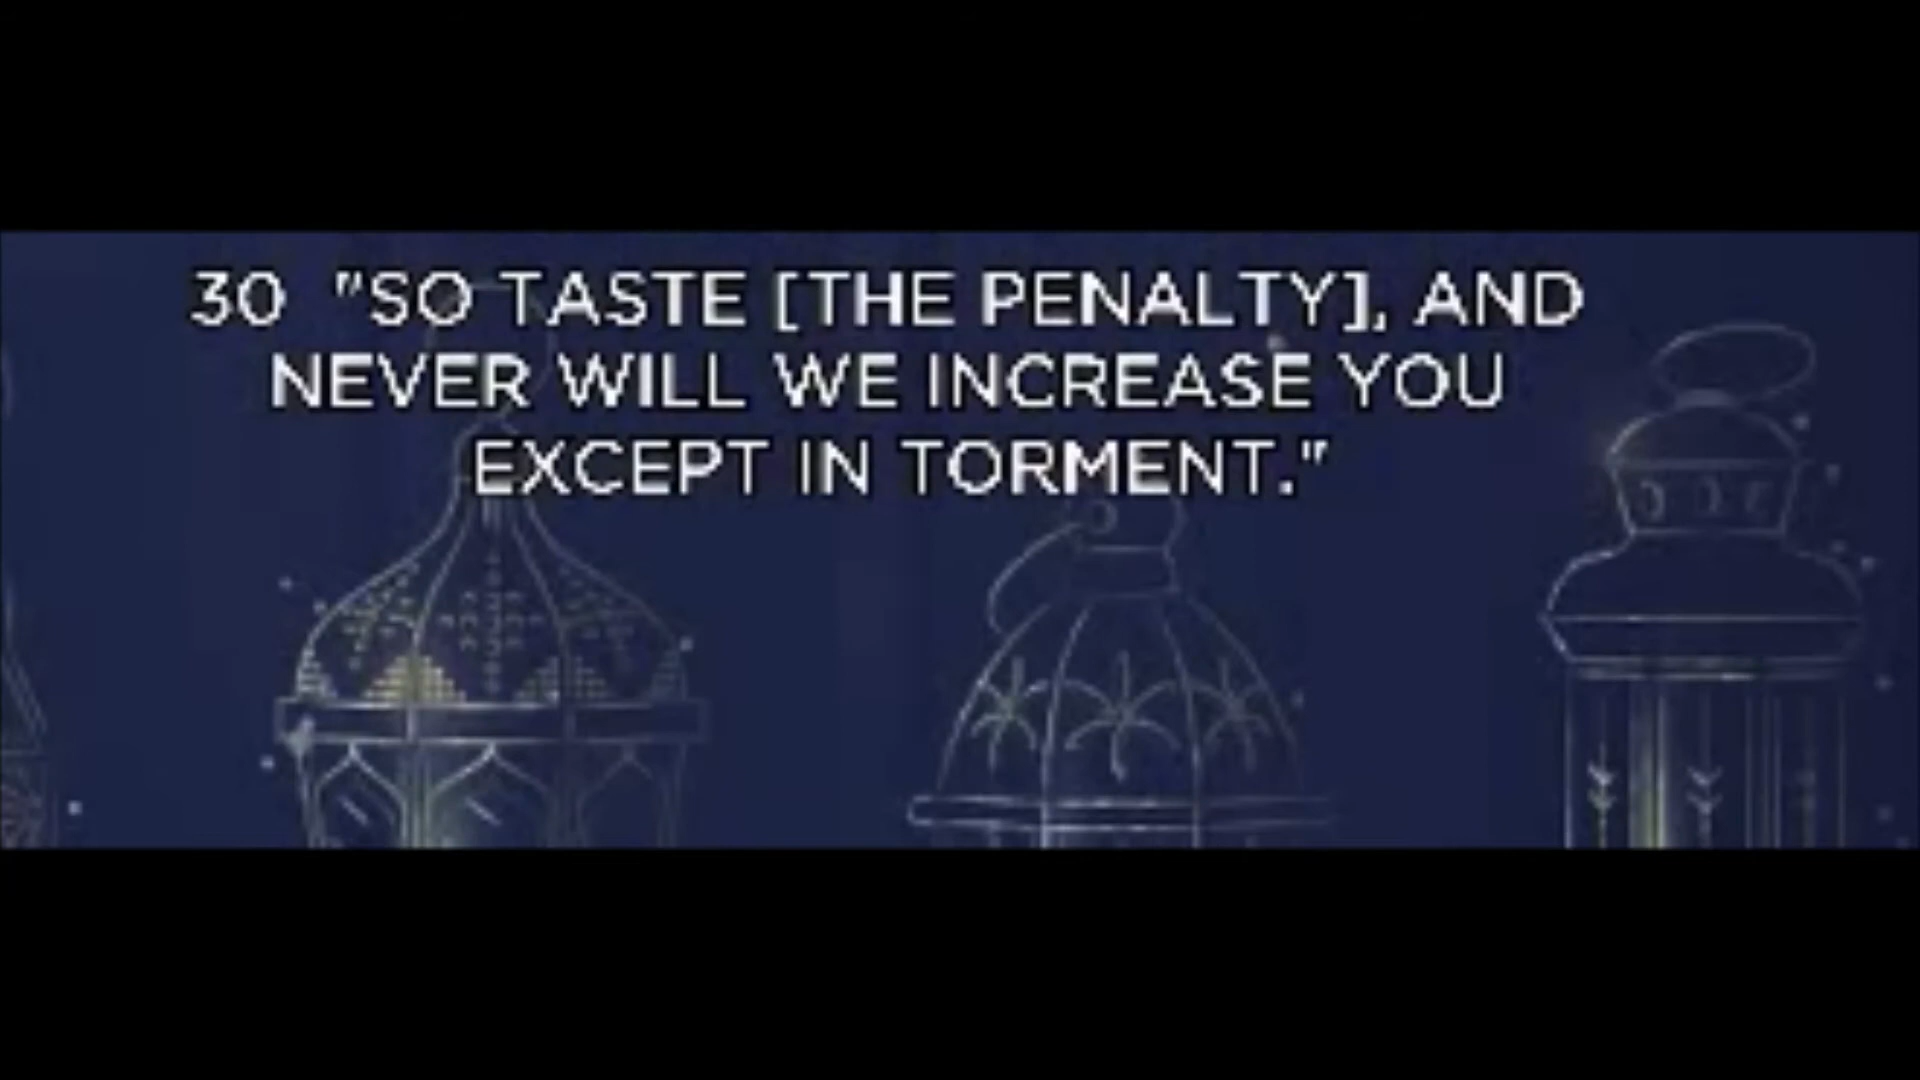 30 "SO TASTE [THE PENALTY], AND
NEVER WILL WE INCREASE YOU
EXCEPT IN TORMENT."